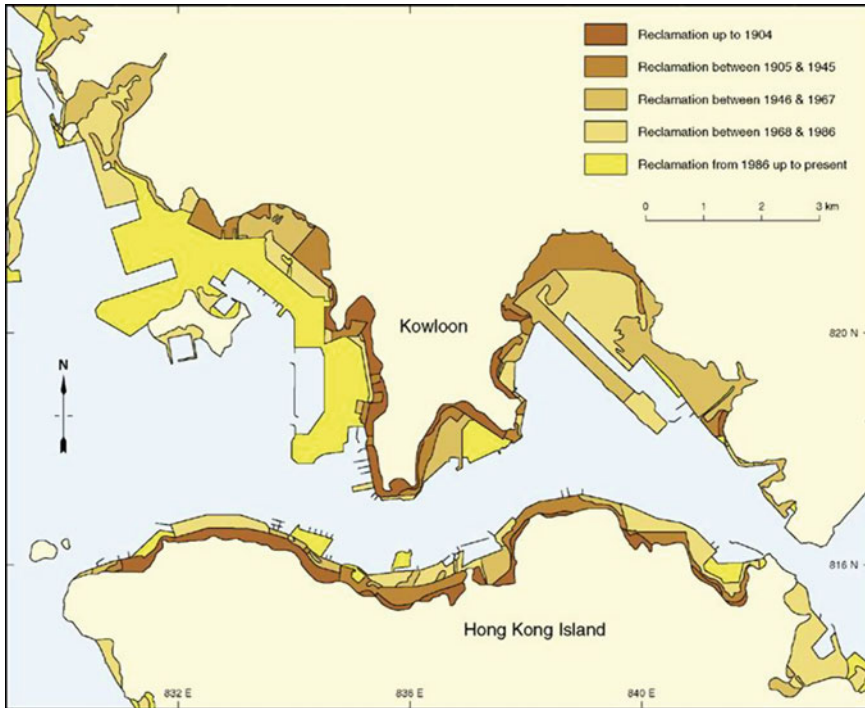 Reclamation up to 1904
Reclamation between 1905 & 1945
Reclamation between 1946 & 1967
Reclamation between 1968 & 1986
Reclamation from 1986 up to present
0 1 2 3 km
Kowloon
820 N
N
816 N
Hong Kong Island
832 E 836 E 840 E